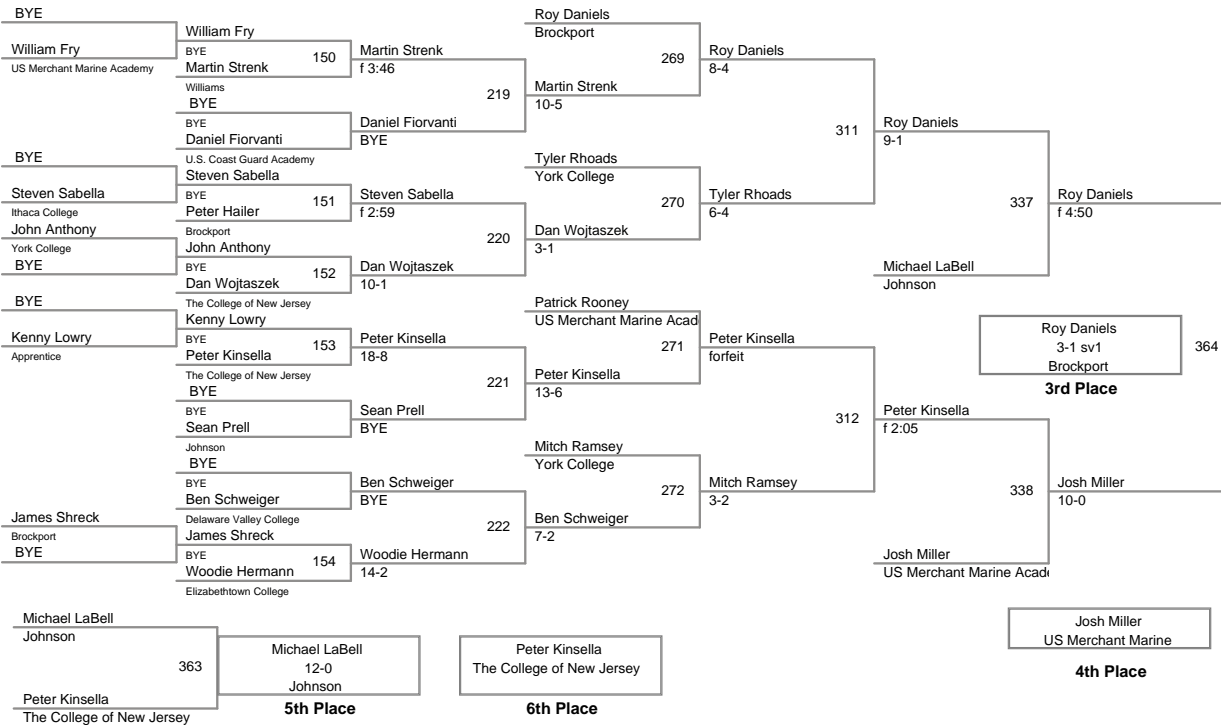 BYE
William Fry
US Merchant Marine Academy
BYE
Steven Sabella
Ithaca College
John Anthony
York College
BYE
BYE
Kenny Lowry
Apprentice
James Shreck
Brockport
BYE
William Fry
BYE
150
Martin Strenk
Williams
BYE
BYE
Daniel Fiorvanti
U.S. Coast Guard Academy
Steven Sabella
BYE
151
Peter Hailer
Brockport
John Anthony
BYE
152
Dan Wojtaszek
The College of New Jersey
Kenny Lowry
BYE
153
Peter Kinsella
The College of New Jersey
BYE
BYE
Sean Prell
Johnson
BYE
BYE
Ben Schweiger
Delaware Valley College
James Shreck
BYE
154
Woodie Hermann
Elizabethtown College
Martin Strenk
f 3:46
219
Daniel Fiorvanti
BYE
Steven Sabella
f 2:59
220
Dan Wojtaszek
10-1
Peter Kinsella
18-8
221
Sean Prell
BYE
Ben Schweiger
BYE
222
Woodie Hermann
14-2
Roy Daniels
Brockport
269
Martin Strenk
10-5
Tyler Rhoads
York College
270
Dan Wojtaszek
3-1
Patrick Rooney
US Merchant Marine Acad
271
Peter Kinsella
13-6
Mitch Ramsey
York College
272
Ben Schweiger
7-2
Roy Daniels
8-4
311
Tyler Rhoads
6-4
Peter Kinsella
forfeit
312
Mitch Ramsey
3-2
Roy Daniels
9-1
337
Michael LaBell
Johnson
Peter Kinsella
f 2:05
338
Josh Miller
US Merchant Marine Acade
Roy Daniels
f 4:50
Roy Daniels
3-1 sv1
Brockport
364
3rd Place
Josh Miller
10-0
Josh Miller
US Merchant Marine
4th Place
Michael LaBell
Johnson
363
Peter Kinsella
The College of New Jersey
Michael LaBell
12-0
Johnson
5th Place
Peter Kinsella
The College of New Jersey
6th Place